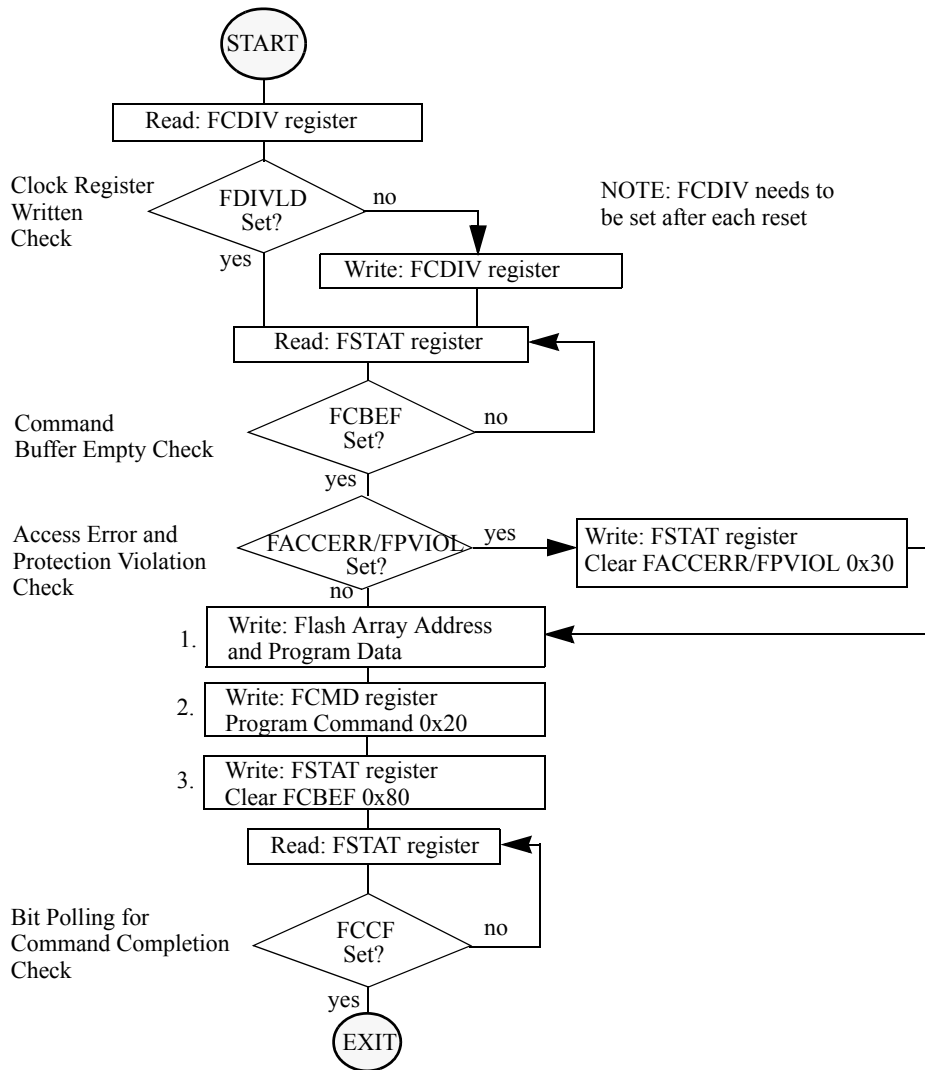 START
Read: FCDIV register
Clock Register
Written
Check
FDIVLD
Set?
no
yes
NOTE: FCDIV needs to
be set after each reset
Write: FCDIV register
Read: FSTAT register
Command
Buffer Empty Check
FCBEF
Set?
no
yes
Access Error and
Protection Violation
Check
FACCERR/FPVIOL
Set?
yes
no
Write: FSTAT register
Clear FACCERR/FPVIOL 0x30
1.
Write: Flash Array Address
and Program Data
2.
Write: FCMD register
Program Command 0x20
3.
Write: FSTAT register
Clear FCBEF 0x80
Read: FSTAT register
Bit Polling for
Command Completion
Check
FCCF
Set?
no
yes
EXIT